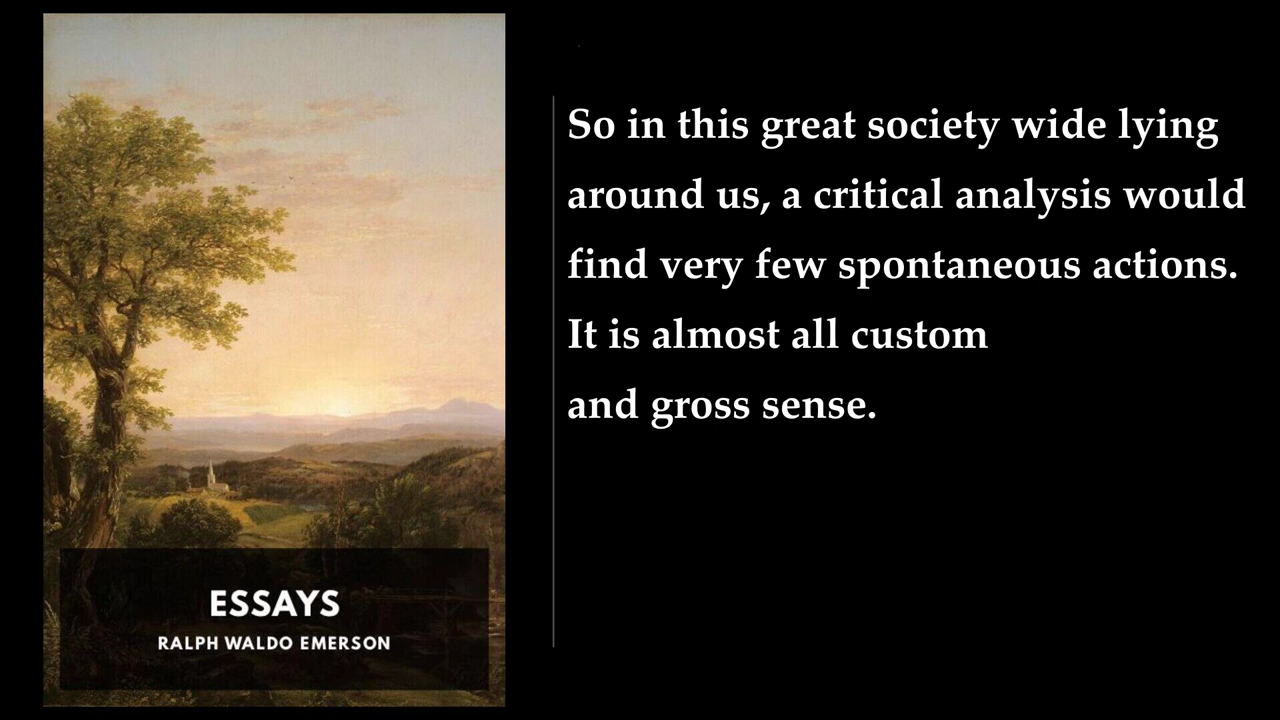 So in this great society wide lying
around us, a critical analysis would
find very few spontaneous actions.
It is almost all custom
and gross sense.
ESSAYS
RALPH WALDO EMERSON